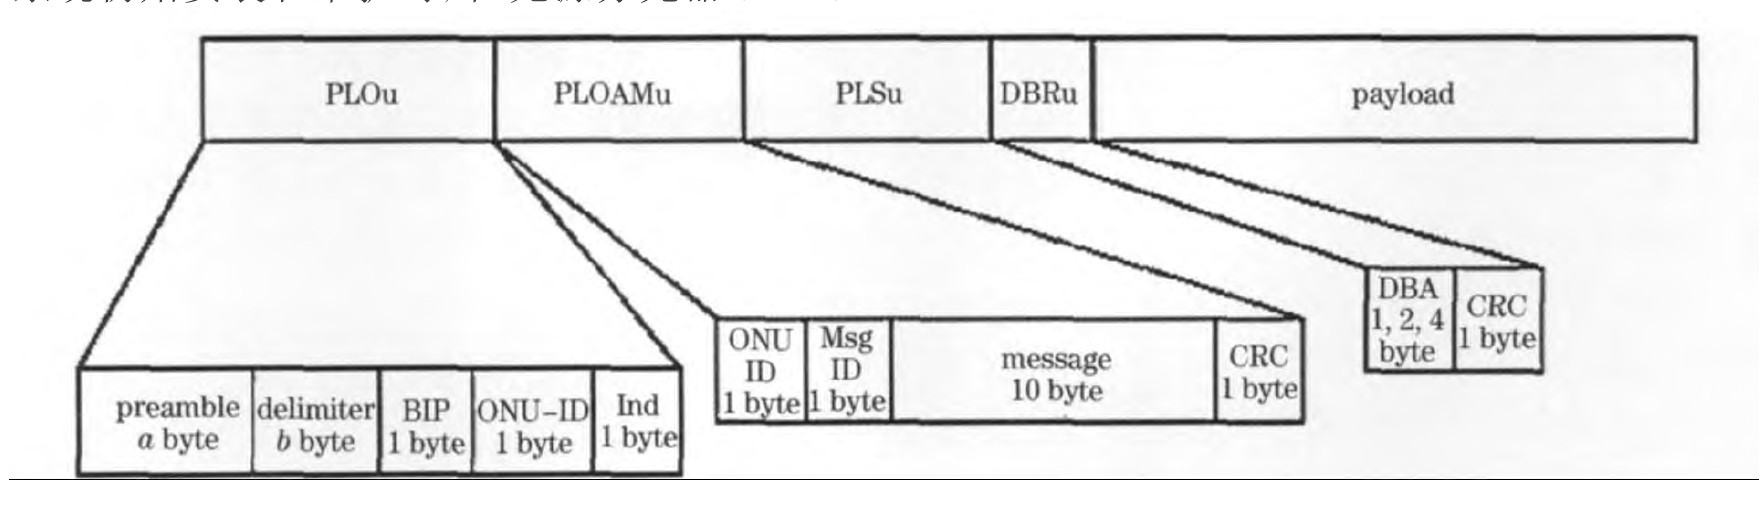 PLOu
PLOAMu
PLSu
DBRu
payload
preamble
a byte
delimiter
b byte
BIP
1 byte
ONU-ID
1 byte
Ind
1 byte
ONU
ID
1 byte
Msg
ID
1 byte
message
10 byte
CRC
1 byte
DBA
1, 2, 4
byte
CRC
1 byte